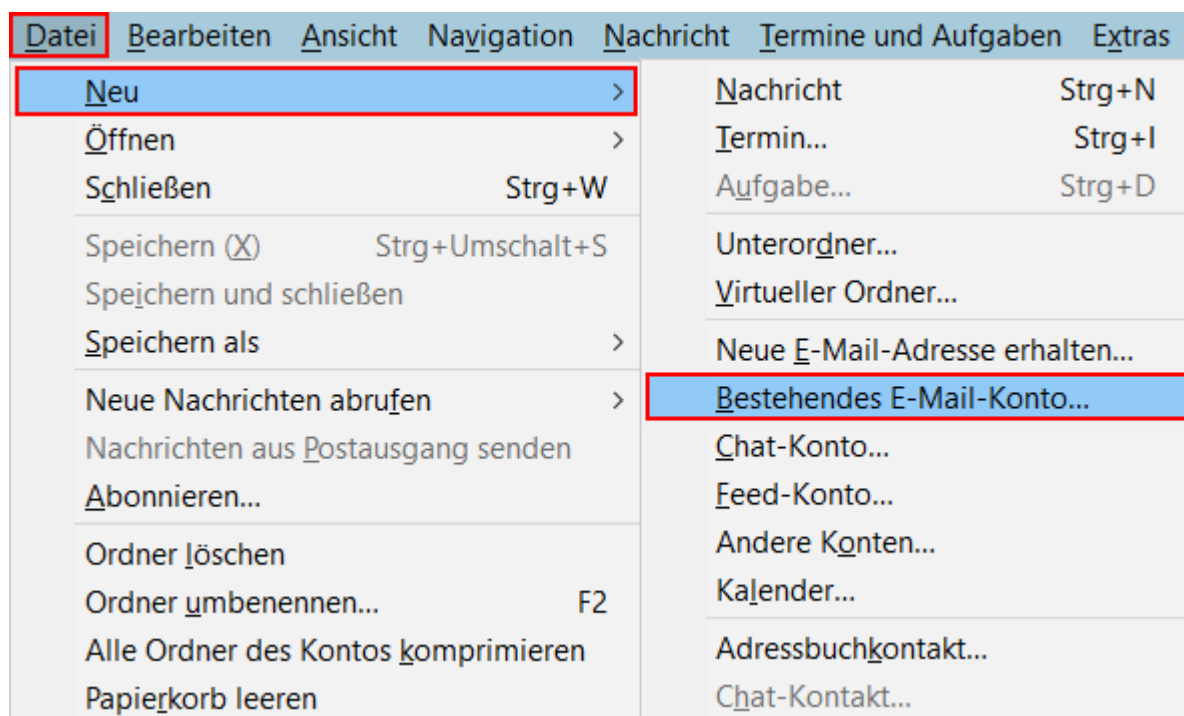 Datei Bearbeiten Ansicht Navigation Nachricht Termine und Aufgaben Extras
Neu >
Öffnen >
Schließen Strg+W
Speichern (X) Strg+Umschalt+S
Speichern und schließen
Speichern als >
Neue Nachrichten abrufen >
Nachrichten aus Postausgang senden
Abonnieren...
Ordner löschen
Ordner umbenennen... F2
Alle Ordner des Kontos komprimieren
Papierkorb leeren
Nachricht Strg+N
Termin... Strg+I
Aufgabe... Strg+D
Unterordner...
Virtueller Ordner...
Neue E-Mail-Adresse erhalten...
Bestehendes E-Mail-Konto...
Chat-Konto...
Feed-Konto...
Andere Konten...
Kalender...
Adressbuchkontakt...
Chat-Kontakt...